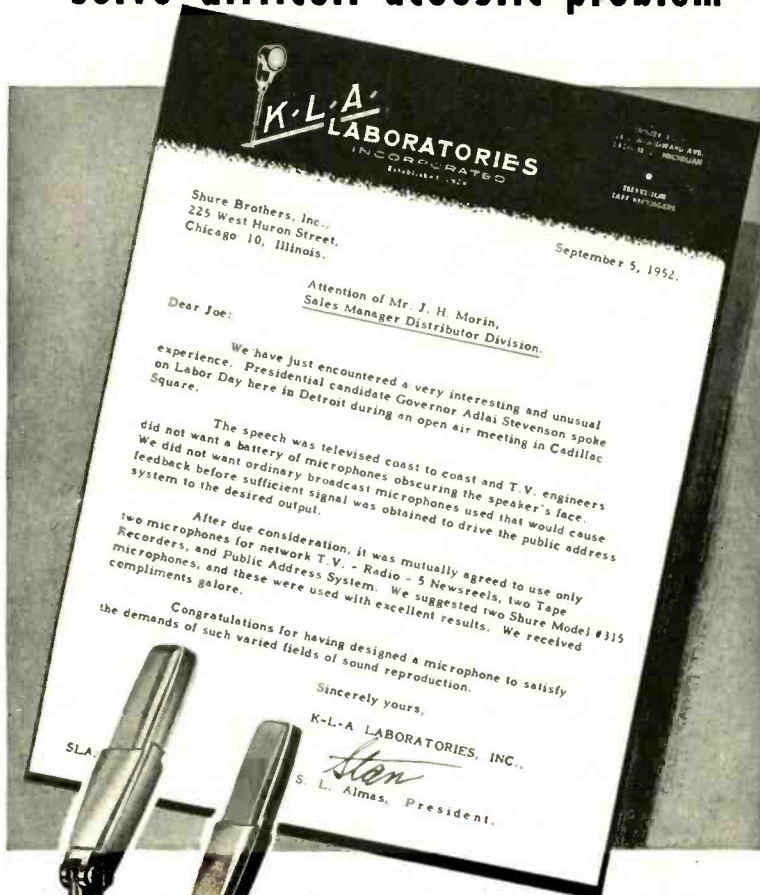 solve difficult acoustic problem
K-L-A
LABORATORIES
INCORPORATED
Shure Brothers, Inc.,
225 West Huron Street,
Chicago 10, Illinois.
September 5, 1952.
Attention of Mr. J. H. Morin,
Sales Manager Distributor Division.
Dear Joe:
We have just encountered a very interesting and unusual
experience. Presidential candidate Governor Adlai Stevenson spoke
on Labor Day here in Detroit during an open air meeting in Cadillac
Square.
The speech was televised coast to coast and T.V. engineers
did not want a battery of microphones obscuring the speaker's face.
We did not want ordinary broadcast microphones used that would cause
feedback before sufficient signal was obtained to drive the public address
system to the desired output.
After due consideration, it was mutually agreed to use only
two microphones for network T.V. - Radio - 5 Newsreels, two Tape
Recorders, and Public Address System. We suggested two Shure Model #315
microphones, and these were used with excellent results. We received
compliments galore.
Congratulations for having designed a microphone to satisfy
the demands of such varied fields of sound reproduction.
Sincerely yours,
K-L-A LABORATORIES, INC.,
Stan
SLA
S. L. Almas, President.